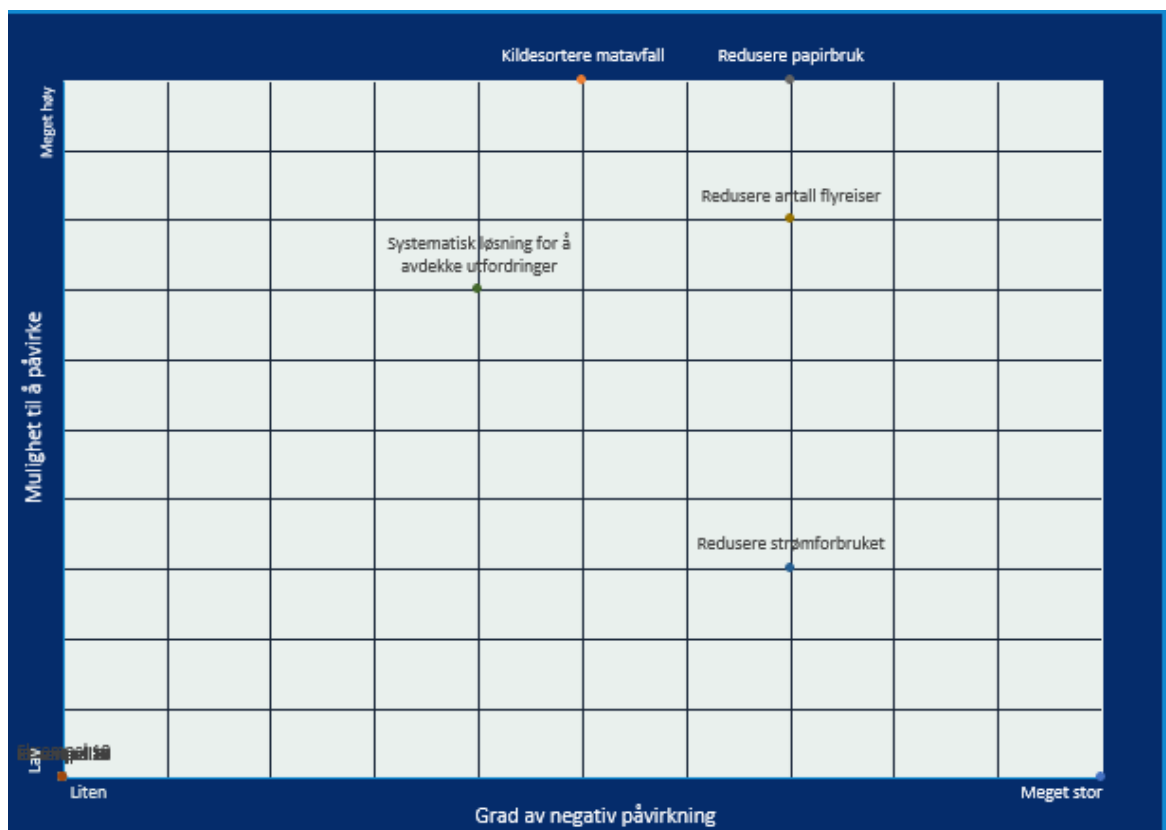 Kildesortere matavfall
Redusere papirbruk
Meget høy
Redusere antall flyreiser
Systematisk løsning for å
avdekke utfordringer
Mulighet til å påvirke
Redusere strømforbruket
Lav
Liten
Meget stor
Grad av negativ påvirkning